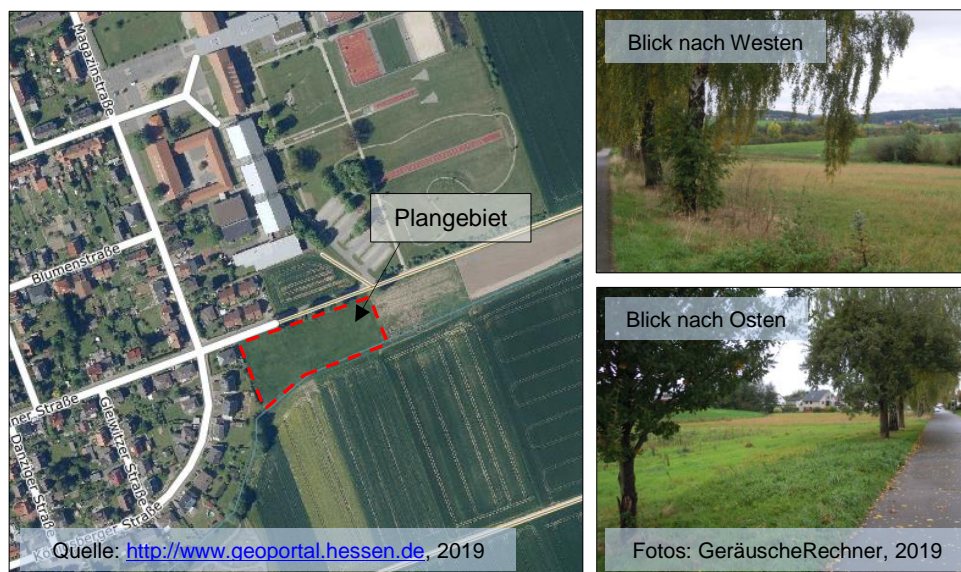 Magazinstraße
Plangebiet
Blumenstraße
ner Straße
Gleiwitzer Straße
Danziger Straße
Quelle: http://www.geoportal.hessen.de, 2019
Blick nach Westen
Blick nach Osten
Fotos: GeräuscheRechner, 2019